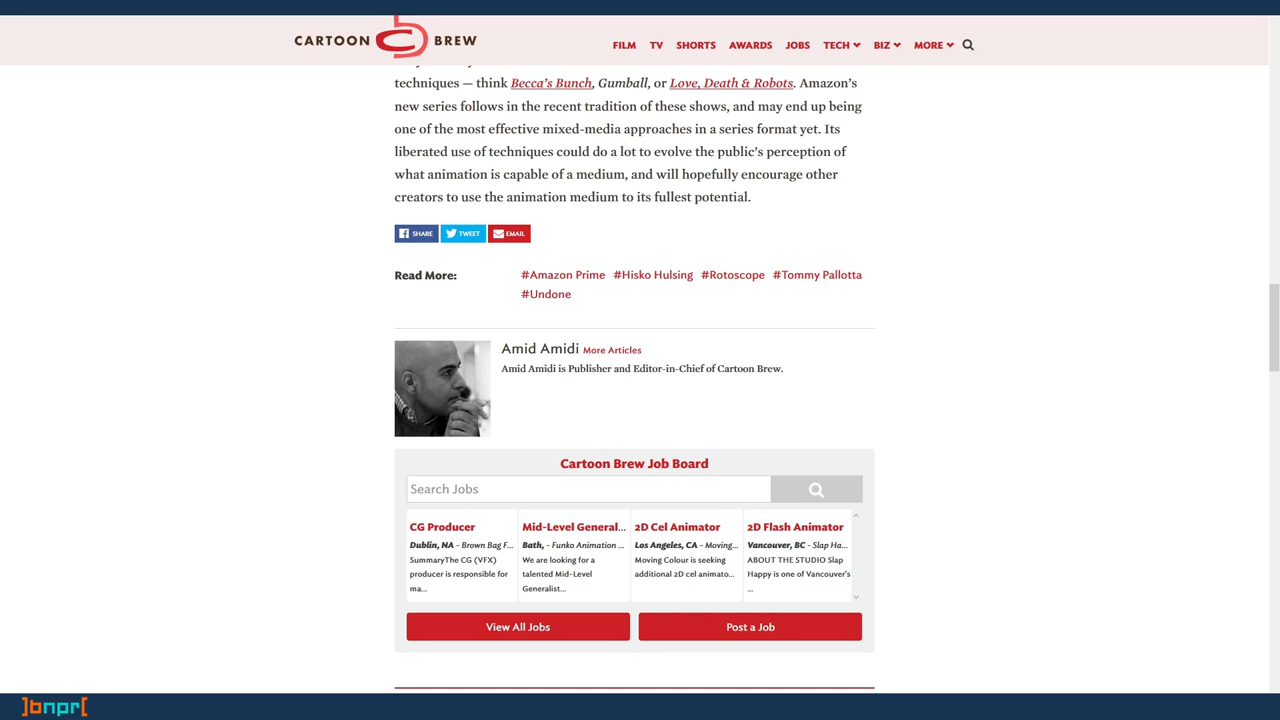 CARTOON BREW
FILM TV SHORTS AWARDS JOBS TECH BIZ MORE
techniques — think Becca’s Bunch, Gumball, or Love, Death & Robots. Amazon’s
new series follows in the recent tradition of these shows, and may end up being
one of the most effective mixed-media approaches in a series format yet. Its
liberated use of techniques could do a lot to evolve the public’s perception of
what animation is capable of a medium, and will hopefully encourage other
creators to use the animation medium to its fullest potential.
SHARE TWEET EMAIL
Read More: #Amazon Prime #Hisko Hulsing #Rotoscope #Tommy Pallotta
#Undone
Amid Amidi More Articles
Amid Amidi is Publisher and Editor-in-Chief of Cartoon Brew.
Cartoon Brew Job Board
Search Jobs
CG Producer
Dublin, NA - Brown Bag F...
SummaryThe CG (VFX)
producer is responsible for
ma...
Mid-Level General...
Bath, - Funko Animation ...
We are looking for a
talented Mid-Level
Generalist...
2D Cel Animator
Los Angeles, CA - Moving...
Moving Colour is seeking
additional 2D cel animato...
2D Flash Animator
Vancouver, BC - Slap Ha...
ABOUT THE STUDIO Slap
Happy is one of Vancouver's
...
View All Jobs Post a Job
]bnpr[